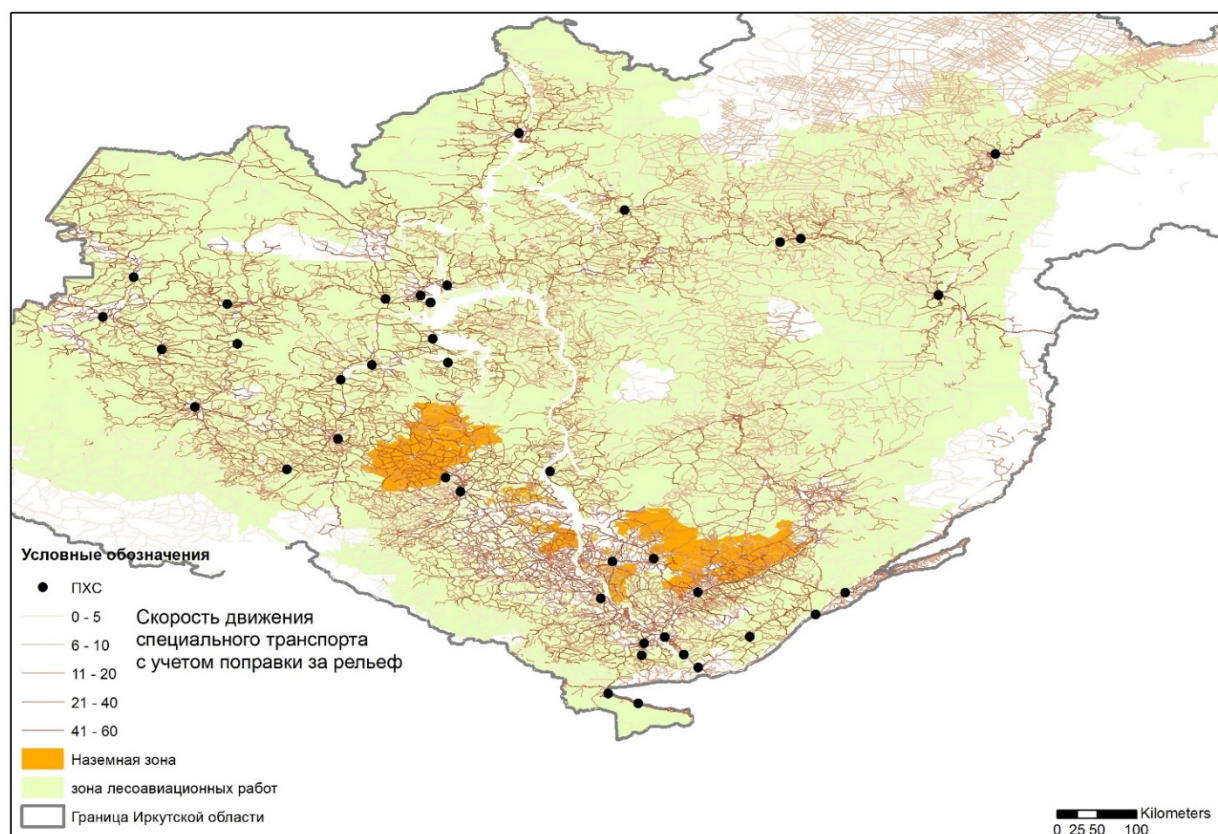 Условные обозначения
ПХС
0 - 5
6 - 10
11 - 20
21 - 40
41 - 60
Скорость движения
специального транспорта
с учетом поправки за рельеф
Наземная зона
зона лесоавиационных работ
Граница Иркутской области
Kilometers
0 25 50 100